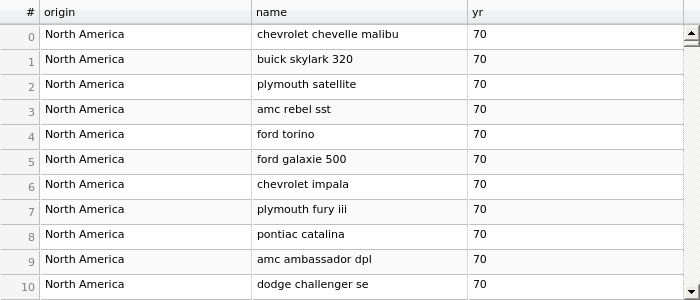 # origin name yr
0 North America chevrolet chevelle malibu 70
1 North America buick skylark 320 70
2 North America plymouth satellite 70
3 North America amc rebel sst 70
4 North America ford torino 70
5 North America ford galaxie 500 70
6 North America chevrolet impala 70
7 North America plymouth fury iii 70
8 North America pontiac catalina 70
9 North America amc ambassador dpl 70
10 North America dodge challenger se 70